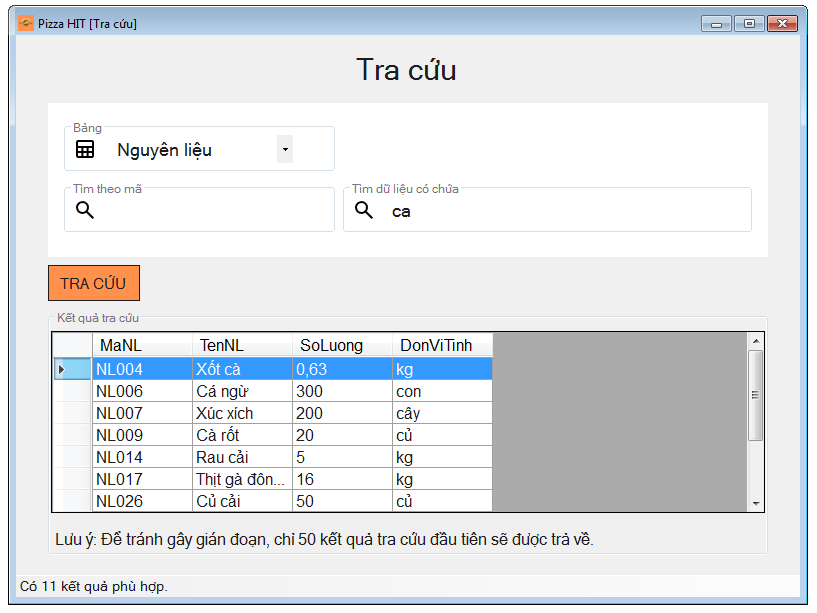 Pizza HIT [Tra cứu]
Tra cứu
Bảng
Nguyên liệu
Tìm theo mã
Tìm dữ liệu có chứa
ca
TRA CỨU
Kết quả tra cứu
MaNL TenNL SoLuong DonViTinh
NL004 Xốt cà 0,63 kg
NL006 Cá ngừ 300 con
NL007 Xúc xích 200 cây
NL009 Cà rốt 20 củ
NL014 Rau cải 5 kg
NL017 Thịt gà đôn... 16 kg
NL026 Củ cải 50 củ
Lưu ý: Để tránh gây gián đoạn, chỉ 50 kết quả tra cứu đầu tiên sẽ được trả về.
Có 11 kết quả phù hợp.